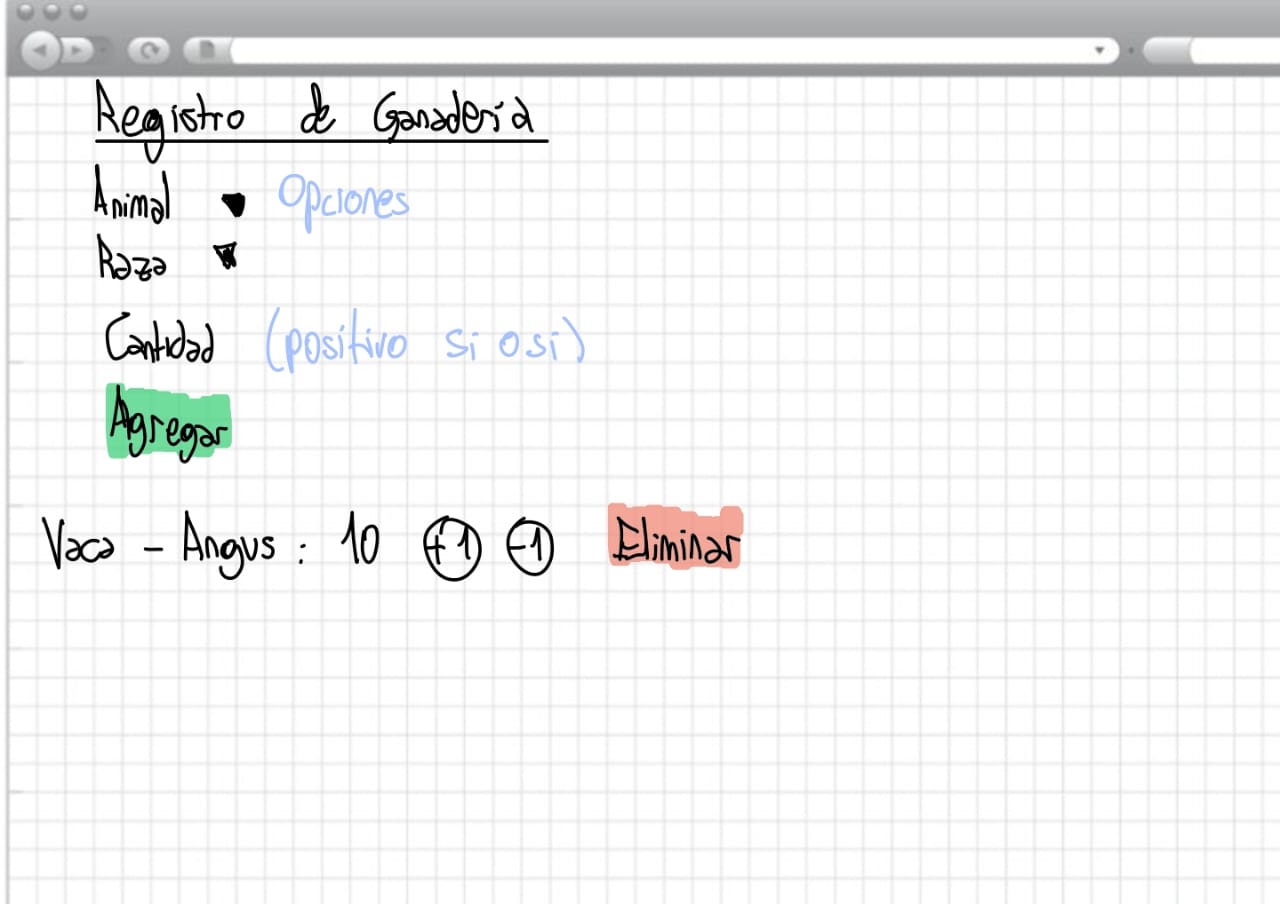 Registro de Ganadería
Animal Opciones
Raza
Cantidad (positivo si o si)
Agregar
Vaca - Angus : 10 +1 -1 Eliminar